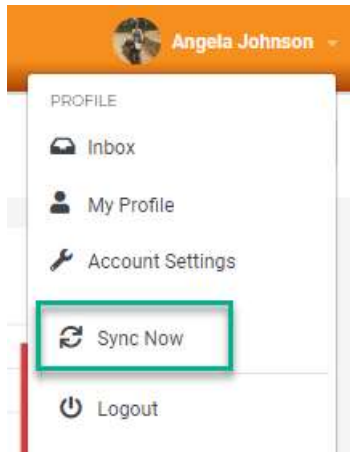 Angela Johnson
PROFILE
Inbox
My Profile
Account Settings
Sync Now
Logout